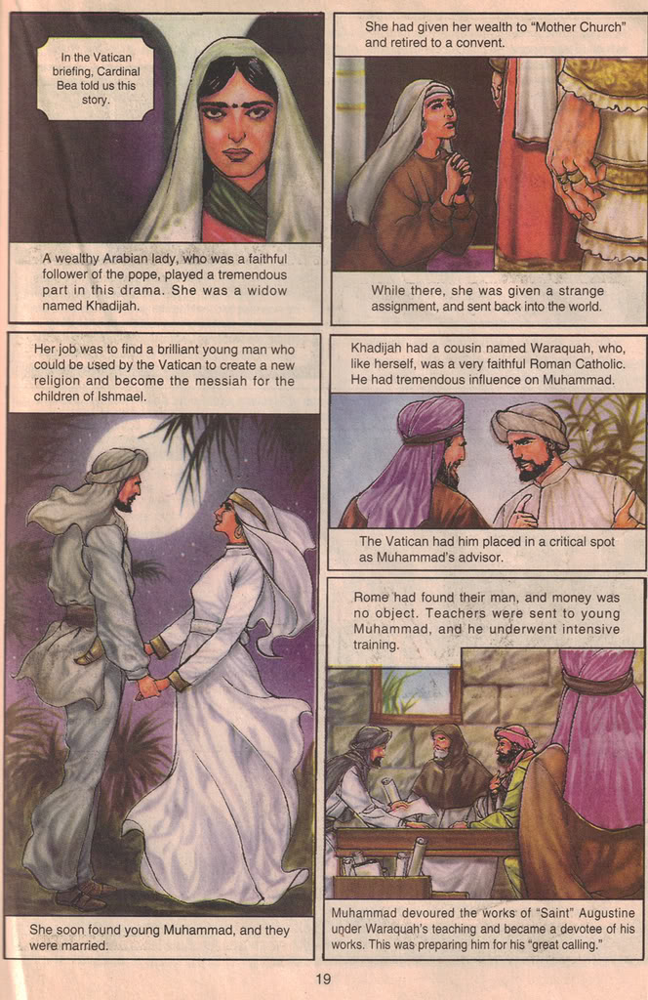 In the Vatican
briefing, Cardinal
Bea told us this
story.
A wealthy Arabian lady, who was a faithful
follower of the pope, played a tremendous
part in this drama. She was a widow
named Khadijah.
She had given her wealth to “Mother Church”
and retired to a convent.
While there, she was given a strange
assignment, and sent back into the world.
Her job was to find a brilliant young man who
could be used by the Vatican to create a new
religion and become the messiah for the
children of Ishmael.
She soon found young Muhammad, and they
were married.
Khadijah had a cousin named Waraquah, who,
like herself, was a very faithful Roman Catholic.
He had tremendous influence on Muhammad.
The Vatican had him placed in a critical spot
as Muhammad’s advisor.
Rome had found their man, and money was
no object. Teachers were sent to young
Muhammad, and he underwent intensive
training.
Muhammad devoured the works of “Saint” Augustine
under Waraquah’s teaching and became a devotee of his
works. This was preparing him for his “great calling.”
19